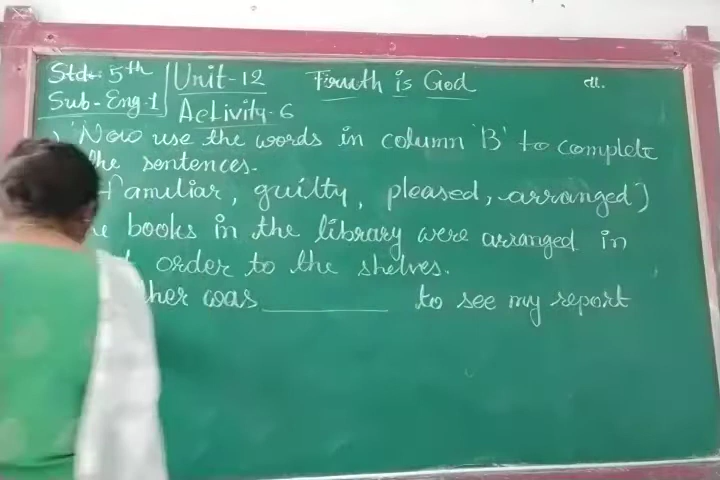 Std- 5th Unit-12 Truth is God dt.
Sub-Eng-1 Activity-6
Now use the words in column 'B' to complete
the sentences.
familiar, guilty, pleased, arranged)
books in the library were arranged in
order to the shelves.
was ________ to see my report